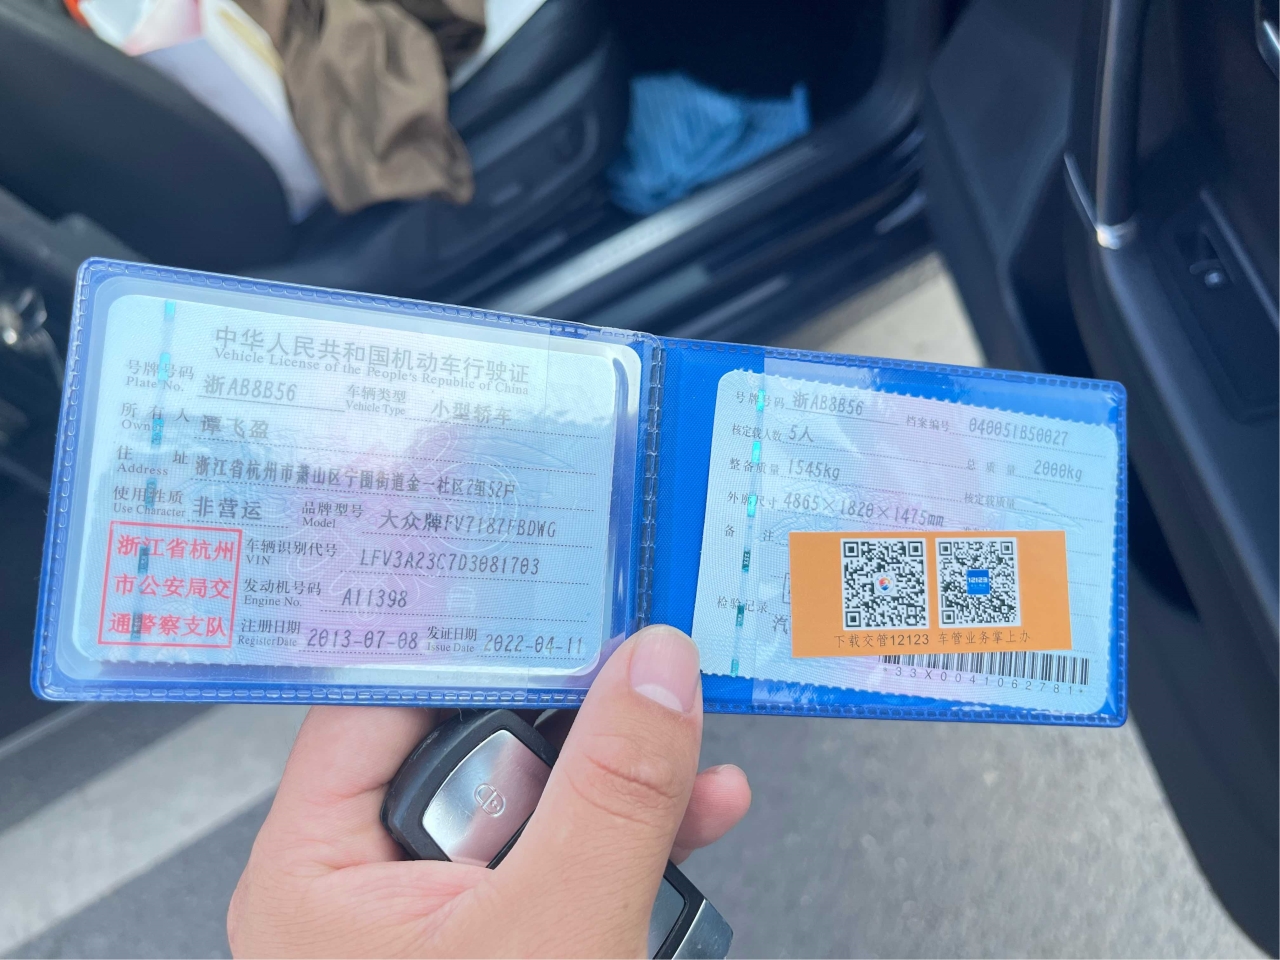 中华人民共和国机动车行驶证
Vehicle License of the People's Republic of China
号牌号码 浙AB8B56 车辆类型 小型轿车
Plate No. Vehicle Type
所有人 谭飞盈
Owner
住址 浙江省杭州市萧山区宁围街道金一社区2组52户
Address
使用性质 非营运 品牌型号 大众牌FV7187FBDWG
Use Character Model
浙江省杭州
市公安局交
通警察支队
车辆识别代号 LFV3A23C7D3081703
VIN
发动机号码 A11398
Engine No.
注册日期 2013-07-08 发证日期 2022-04-11
Register Date Issue Date
号牌号码 浙AB8B56 档案编号 040051850027
核定载人数 5人 总质量 2000kg
整备质量 1545kg 核定载质量 --
外廓尺寸 4865×1820×1475mm
备注
检验记录
汽
12123
下载交管12123 车管业务掌上办
*33X0041062781*